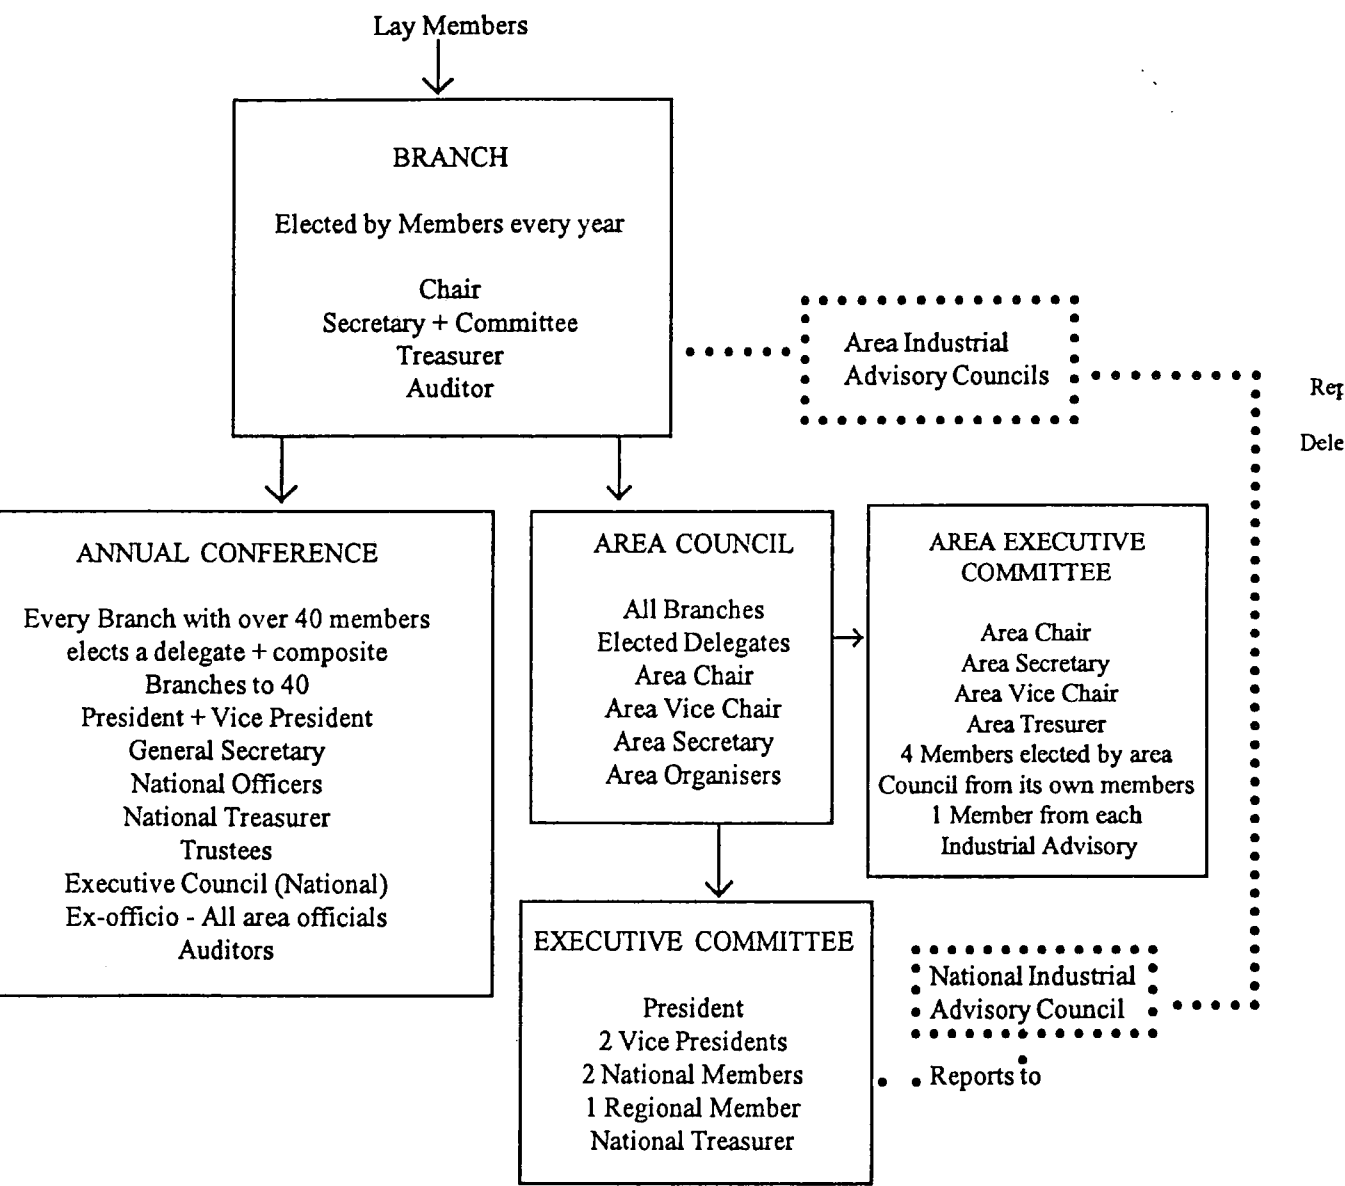 Lay Members
BRANCH
Elected by Members every year
Chair
Secretary + Committee
Treasurer
Auditor
Area Industrial
Advisory Councils
ANNUAL CONFERENCE
Every Branch with over 40 members
elects a delegate + composite
Branches to 40
President + Vice President
General Secretary
National Officers
National Treasurer
Trustees
Executive Council (National)
Ex-officio - All area officials
Auditors
AREA COUNCIL
All Branches
Elected Delegates
Area Chair
Area Vice Chair
Area Secretary
Area Organisers
AREA EXECUTIVE
COMMITTEE
Area Chair
Area Secretary
Area Vice Chair
Area Tresurer
4 Members elected by area
Council from its own members
1 Member from each
Industrial Advisory
EXECUTIVE COMMITTEE
President
2 Vice Presidents
2 National Members
1 Regional Member
National Treasurer
National Industrial
Advisory Council
Reports to